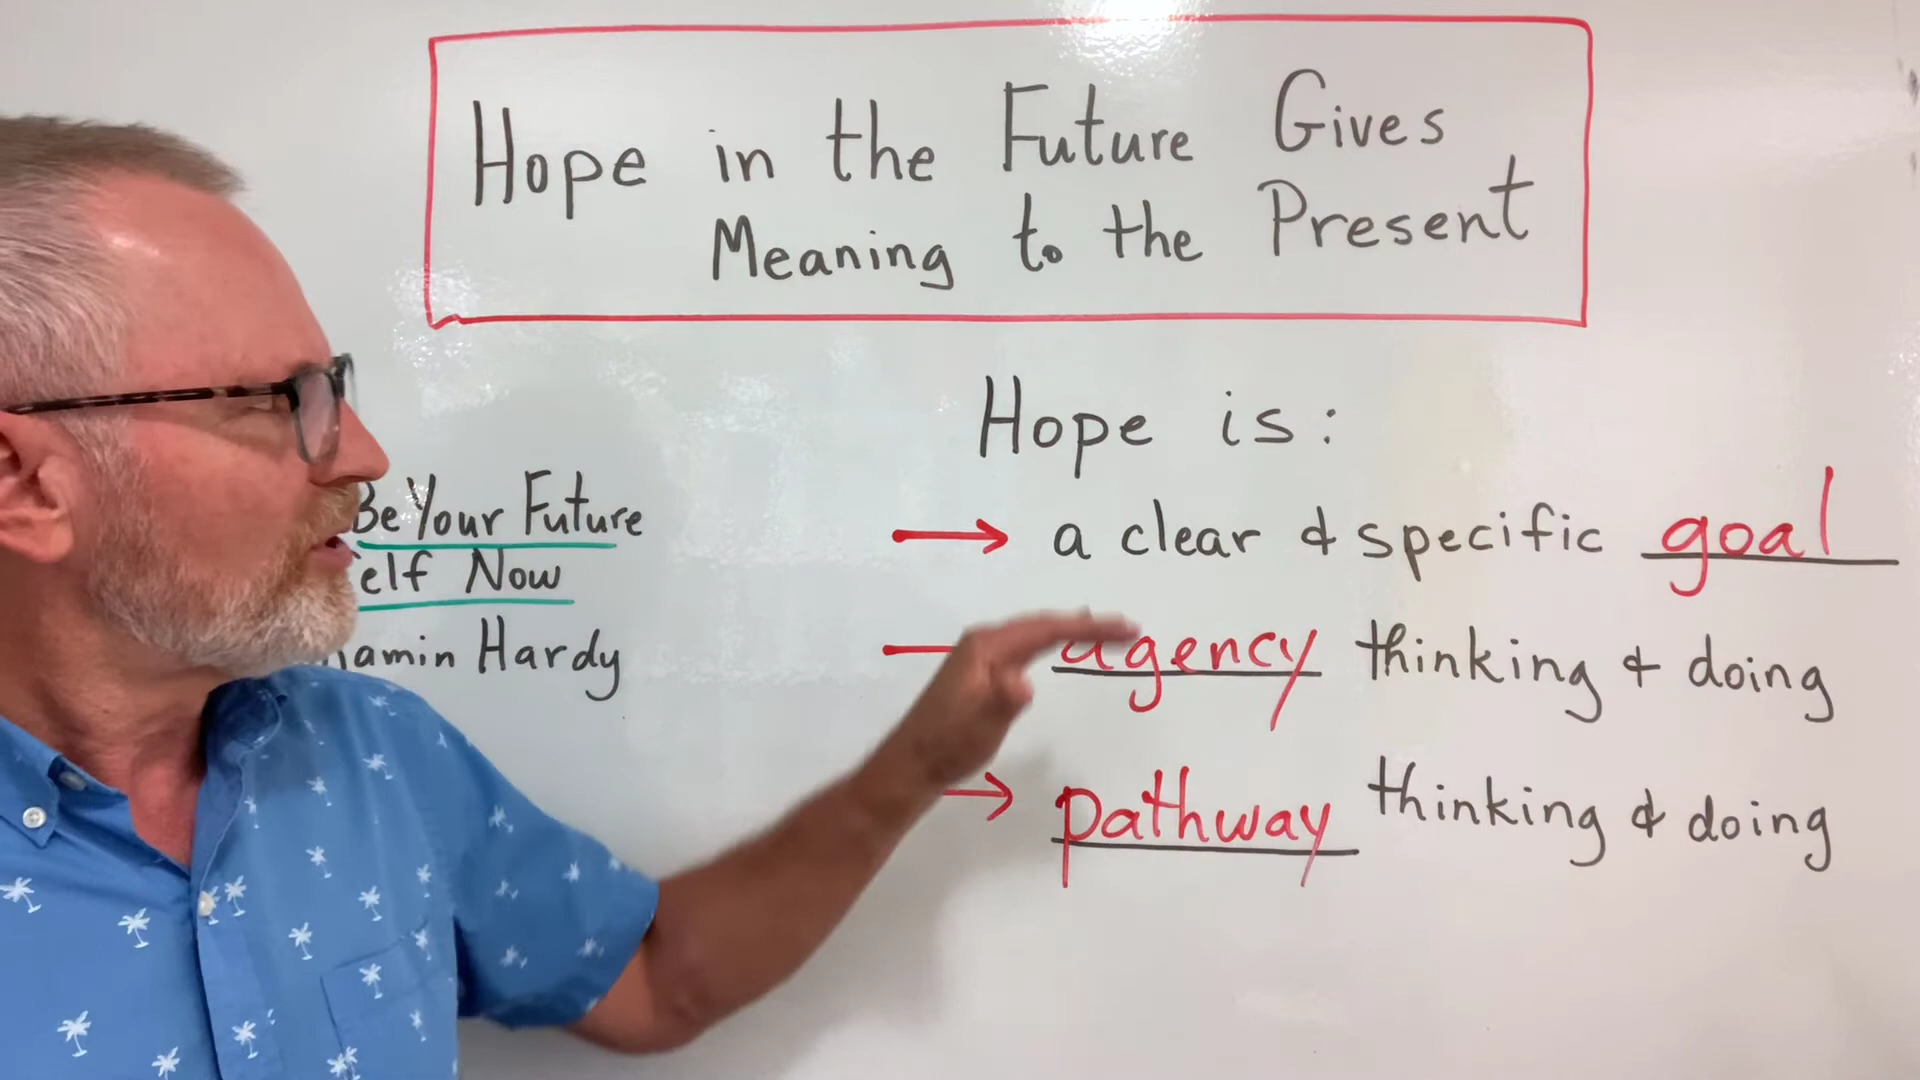 Hope in the Future Gives
Meaning to the Present
Be Your Future
elf Now
amin Hardy
Hope is:
→ a clear & specific goal
agency thinking & doing
→ pathway thinking & doing